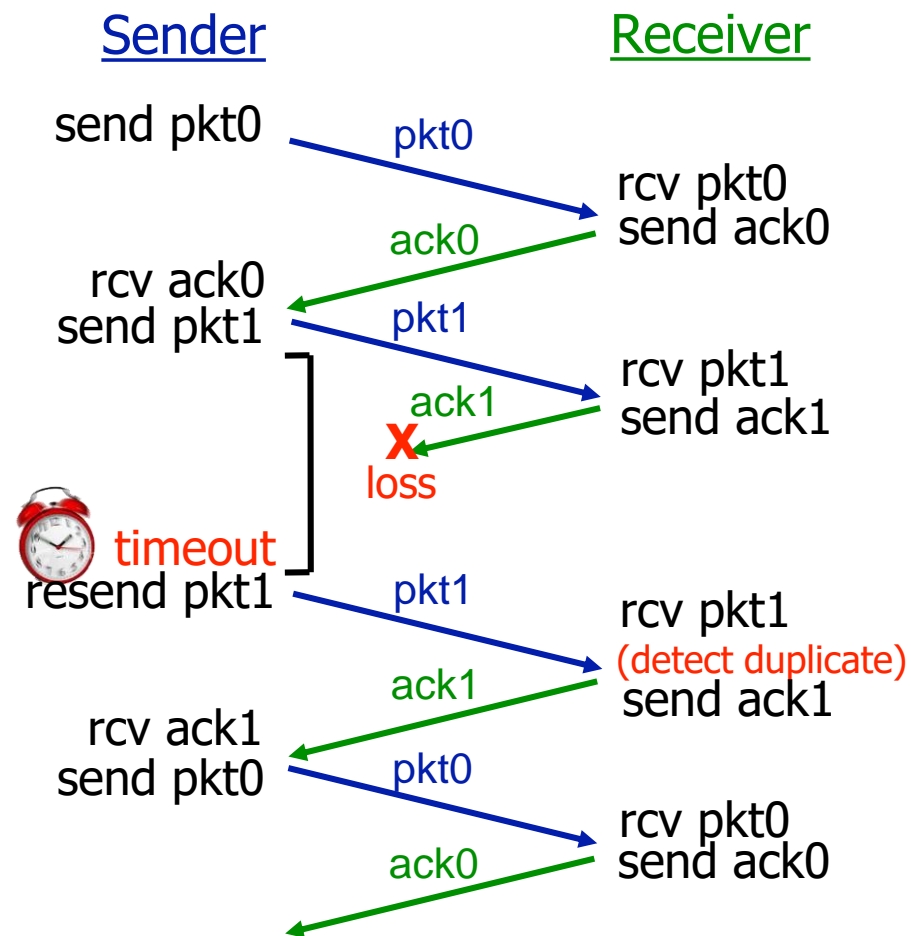 Sender
Receiver
send pkt0
pkt0
rcv pkt0
send ack0
ack0
rcv ack0
send pkt1
pkt1
rcv pkt1
send ack1
ack1
X
loss
timeout
resend pkt1
pkt1
rcv pkt1
(detect duplicate)
send ack1
ack1
rcv ack1
send pkt0
pkt0
rcv pkt0
send ack0
ack0